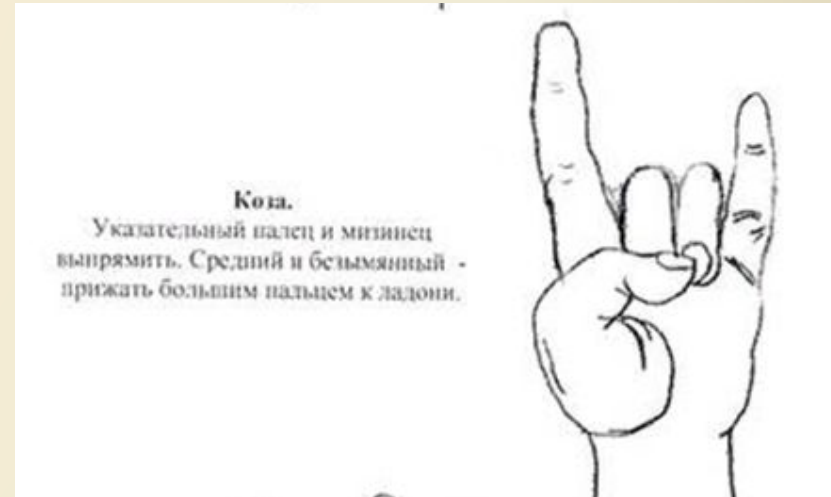 Коза.
Указательный палец и мизинец
выпрямить. Средний и безымянный -
прижать большим пальцем к ладони.